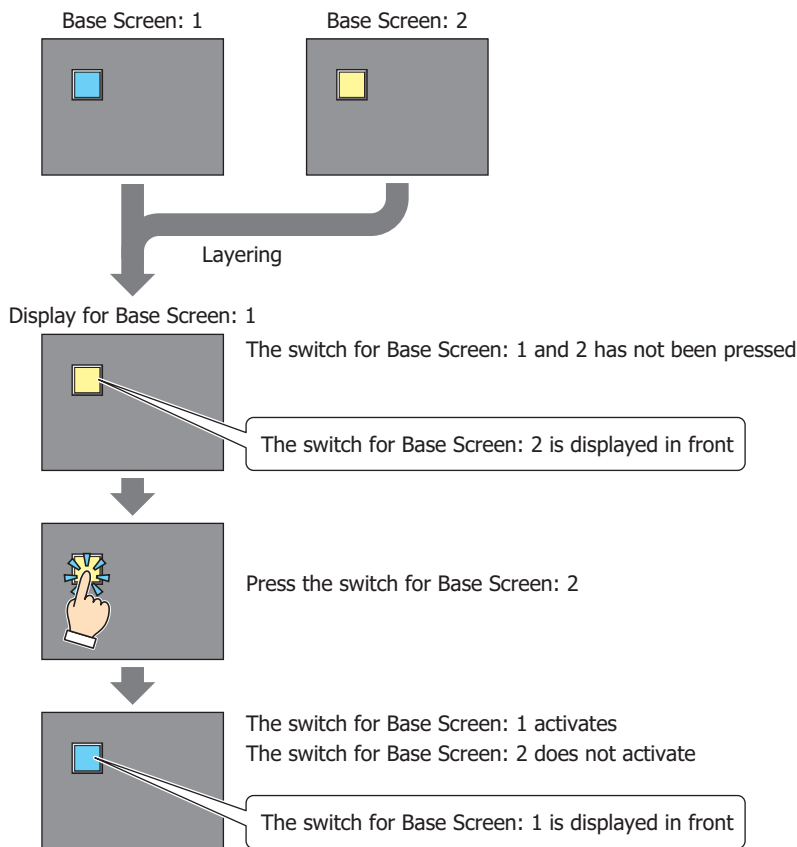 Base Screen: 1
Base Screen: 2
Layering
Display for Base Screen: 1
The switch for Base Screen: 1 and 2 has not been pressed
The switch for Base Screen: 2 is displayed in front
Press the switch for Base Screen: 2
The switch for Base Screen: 1 activates
The switch for Base Screen: 2 does not activate
The switch for Base Screen: 1 is displayed in front